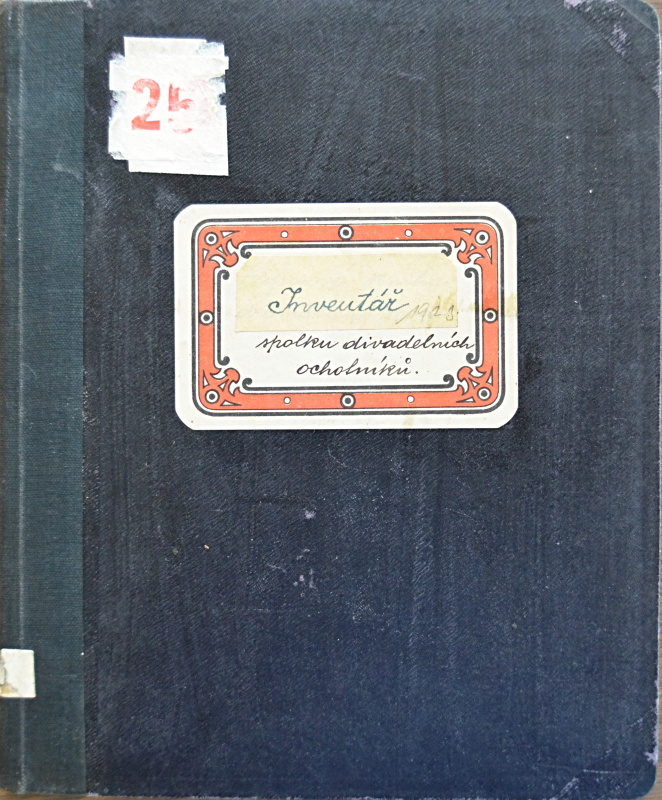 25
Inventář
spolku divadelních
ochotníků.